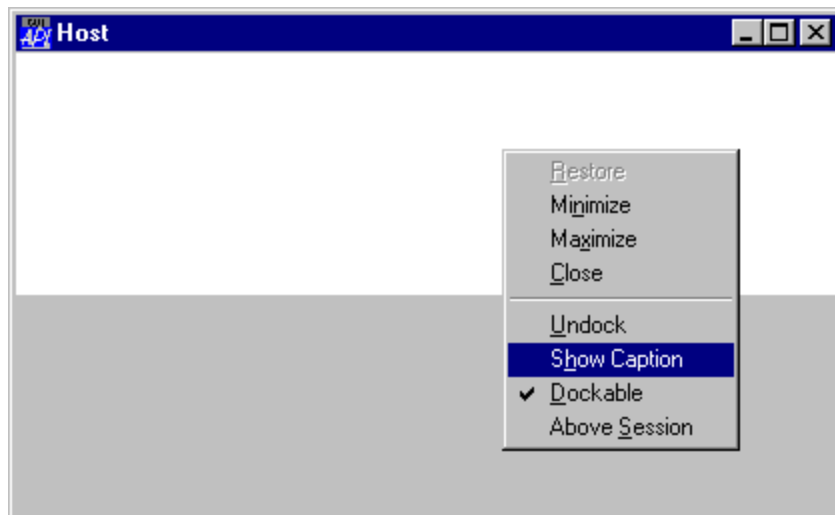 Host
Restore
Minimize
Maximize
Close
Undock
Show Caption
Dockable
Above Session